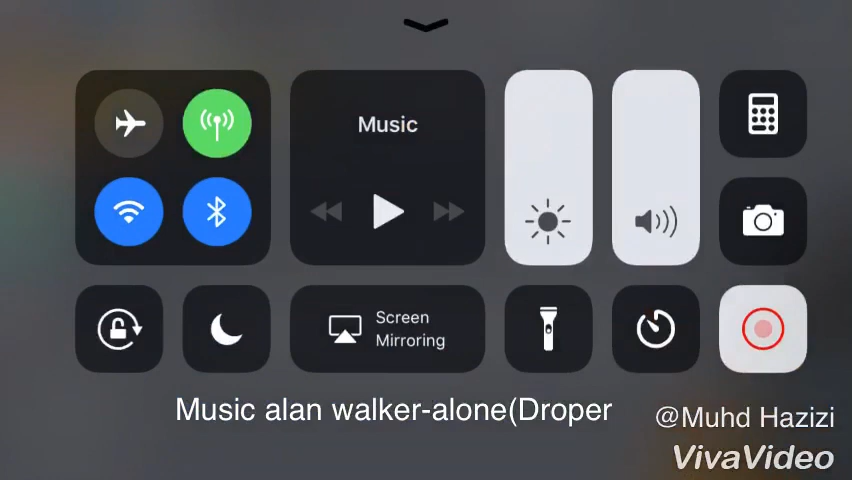 Music
Screen
Mirroring
Music alan walker-alone(Droper
@Muhd Hazizi
VivaVideo